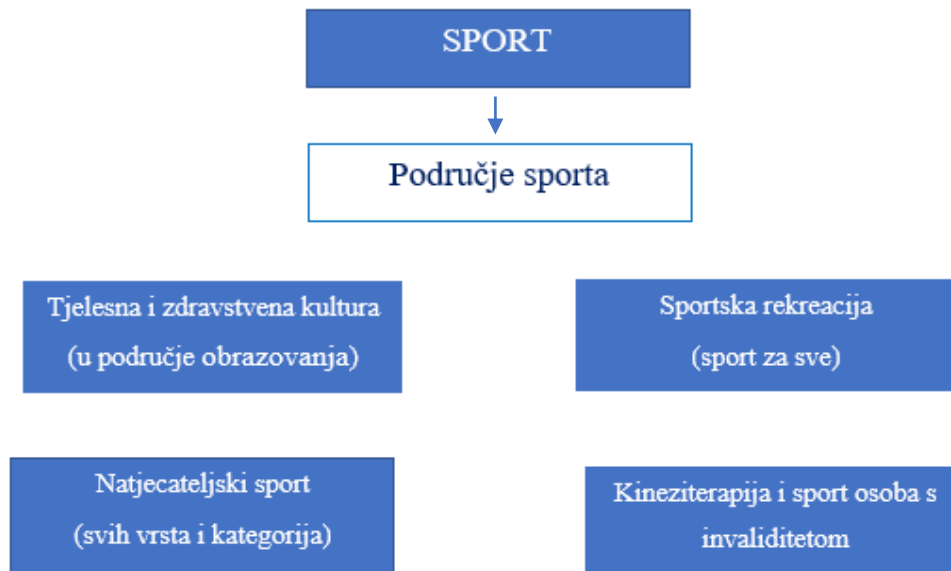 SPORT
Područje sporta
Tjelesna i zdravstvena kultura
(u područje obrazovanja)
Sportska rekreacija
(sport za sve)
Natjecateljski sport
(svih vrsta i kategorija)
Kineziterapija i sport osoba s
invaliditetom